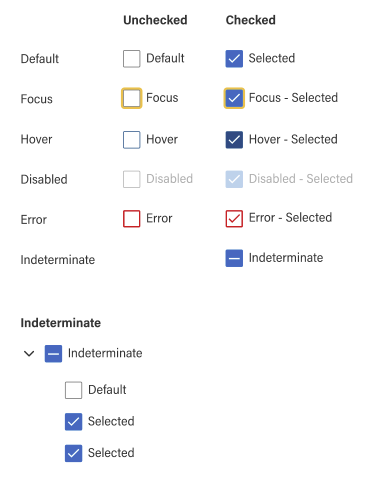 Unchecked Checked
Default Default Selected
Focus Focus Focus - Selected
Hover Hover Hover - Selected
Disabled Disabled Disabled - Selected
Error Error Error - Selected
Indeterminate Indeterminate
Indeterminate
Indeterminate
Default
Selected
Selected